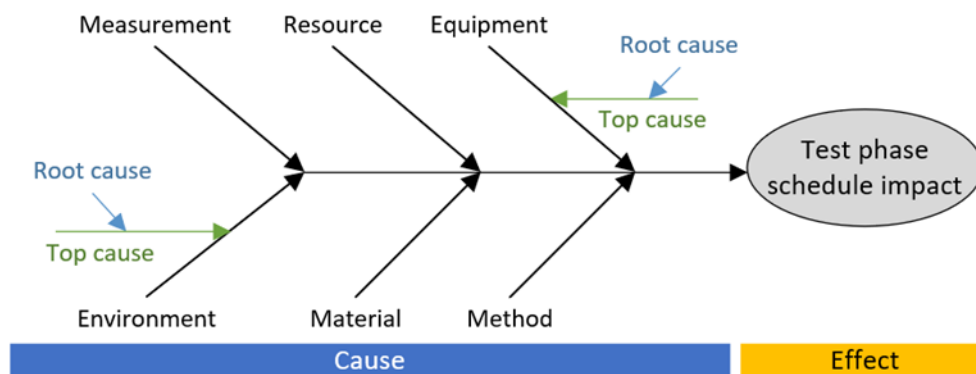 Measurement
Resource
Equipment
Root cause
Top cause
Test phase
schedule impact
Root cause
Top cause
Environment
Material
Method
Cause
Effect